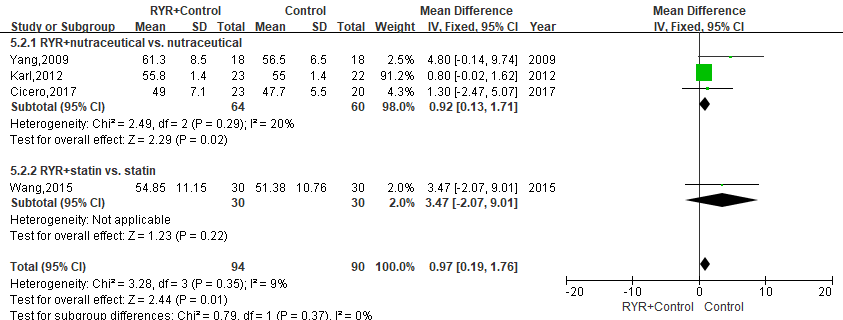 RYR+Control Control Mean Difference Mean Difference
Study or Subgroup Mean SD Total Mean SD Total Weight IV, Fixed, 95% CI Year IV, Fixed, 95% CI
5.2.1 RYR+nutraceutical vs. nutraceutical
Yang,2009 61.3 8.5 18 56.5 6.5 18 2.5% 4.80 [-0.14, 9.74] 2009
Karl,2012 55.8 1.4 23 55 1.4 22 91.2% 0.80 [-0.02, 1.62] 2012
Cicero,2017 49 7.1 23 47.7 5.5 20 4.3% 1.30 [-2.47, 5.07] 2017
Subtotal (95% CI) 64 60 98.0% 0.92 [0.13, 1.71]
Heterogeneity: Chi² = 2.49, df = 2 (P = 0.29); I² = 20%
Test for overall effect: Z = 2.29 (P = 0.02)
5.2.2 RYR+statin vs. statin
Wang,2015 54.85 11.15 30 51.38 10.76 30 2.0% 3.47 [-2.07, 9.01] 2015
Subtotal (95% CI) 30 30 2.0% 3.47 [-2.07, 9.01]
Heterogeneity: Not applicable
Test for overall effect: Z = 1.23 (P = 0.22)
Total (95% CI) 94 90 100.0% 0.97 [0.19, 1.76]
Heterogeneity: Chi² = 3.28, df = 3 (P = 0.35); I² = 9%
Test for overall effect: Z = 2.44 (P = 0.01)
Test for subgroup differences: Chi² = 0.79, df = 1 (P = 0.37), I² = 0%
-20 -10 0 10 20
RYR+Control Control